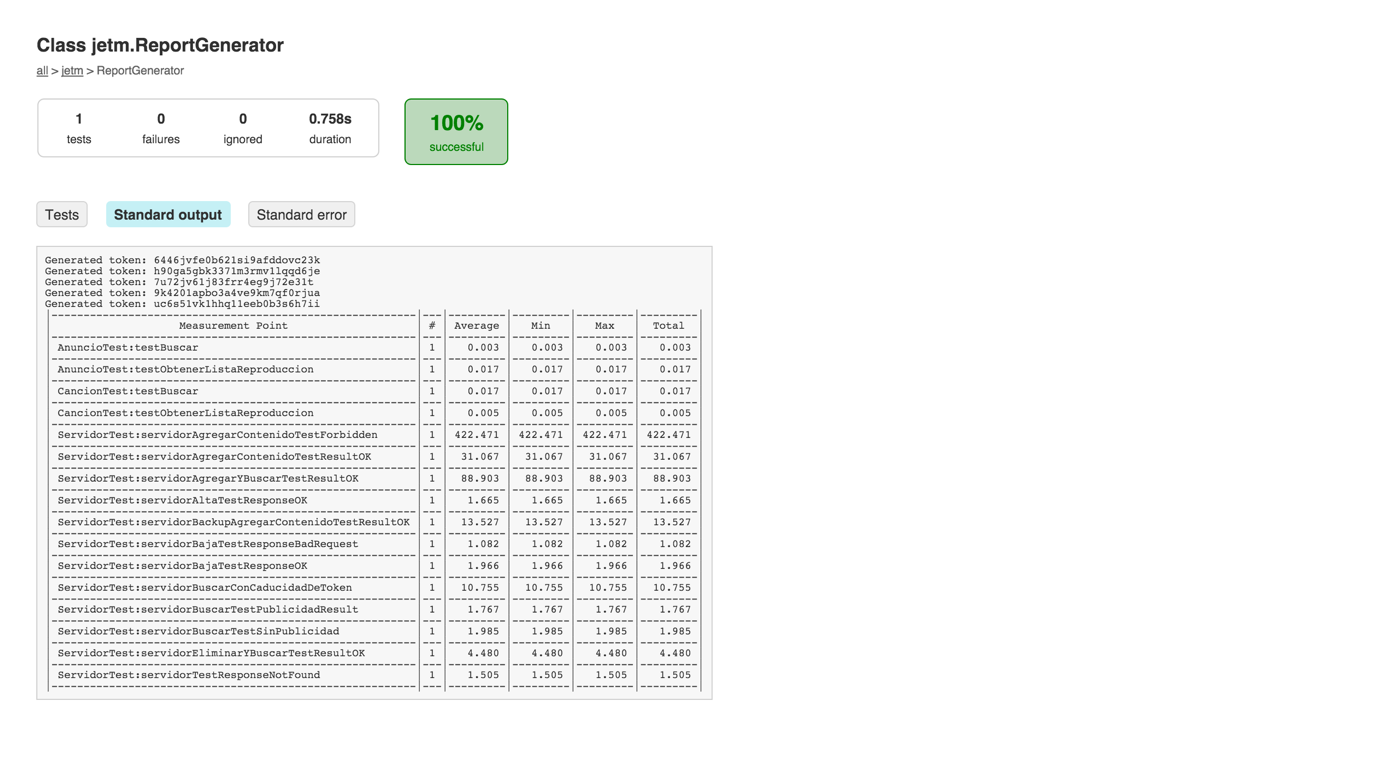 Class jetm.ReportGenerator
all > jetm > ReportGenerator
1 0 0 0.758s
tests failures ignored duration
100%
successful
Tests Standard output Standard error
Generated token: 6446jvfe0b621si9afddovc23k
Generated token: h90ga5gbk3371m3rmv1lqqd6je
Generated token: 7u72jv61j83frr4eg9j72e31t
Generated token: 9k4201apbo3a4ve9km7qf0rjua
Generated token: uc6s51vk1hhq11eeb0b3s6h7ii
Measurement Point # Average Min Max Total
AnuncioTest:testBuscar 1 0.003 0.003 0.003 0.003
AnuncioTest:testObtenerListaReproduccion 1 0.017 0.017 0.017 0.017
CancionTest:testBuscar 1 0.017 0.017 0.017 0.017
CancionTest:testObtenerListaReproduccion 1 0.005 0.005 0.005 0.005
ServidorTest:servidorAgregarContenidoTestForbidden 1 422.471 422.471 422.471 422.471
ServidorTest:servidorAgregarContenidoTestResultOK 1 31.067 31.067 31.067 31.067
ServidorTest:servidorAgregarYBuscarTestResultOK 1 88.903 88.903 88.903 88.903
ServidorTest:servidorAltaTestResponseOK 1 1.665 1.665 1.665 1.665
ServidorTest:servidorBackupAgregarContenidoTestResultOK 1 13.527 13.527 13.527 13.527
ServidorTest:servidorBajaTestResponseBadRequest 1 1.082 1.082 1.082 1.082
ServidorTest:servidorBajaTestResponseOK 1 1.966 1.966 1.966 1.966
ServidorTest:servidorBuscarConCaducidadDeToken 1 10.755 10.755 10.755 10.755
ServidorTest:servidorBuscarTestPublicidadResult 1 1.767 1.767 1.767 1.767
ServidorTest:servidorBuscarTestSinPublicidad 1 1.985 1.985 1.985 1.985
ServidorTest:servidorEliminarYBuscarTestResultOK 1 4.480 4.480 4.480 4.480
ServidorTest:servidorTestResponseNotFound 1 1.505 1.505 1.505 1.505